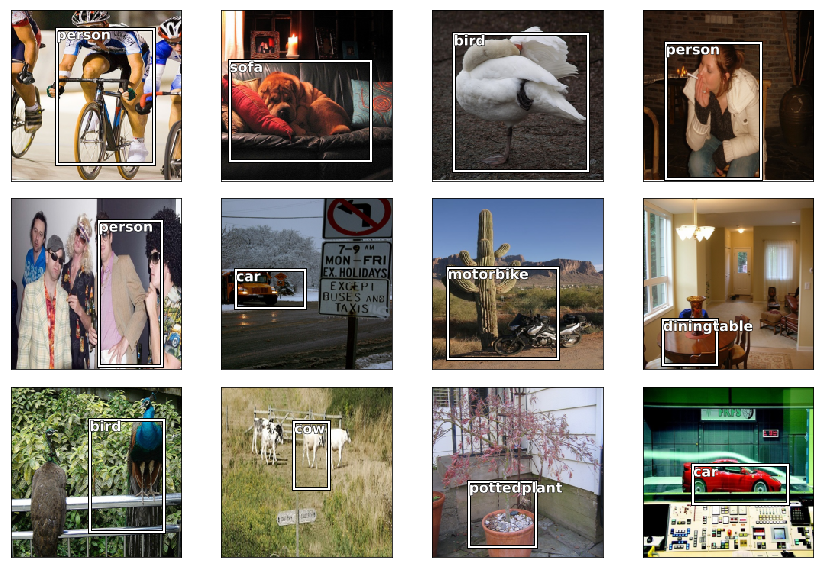 person
sofa
bird
person
person
car
7-9 AM
MON-FRI
EX. HOLIDAYS
EXCEPT
BUSES AND
TAXIS
motorbike
diningtable
bird
cow
pottedplant
car